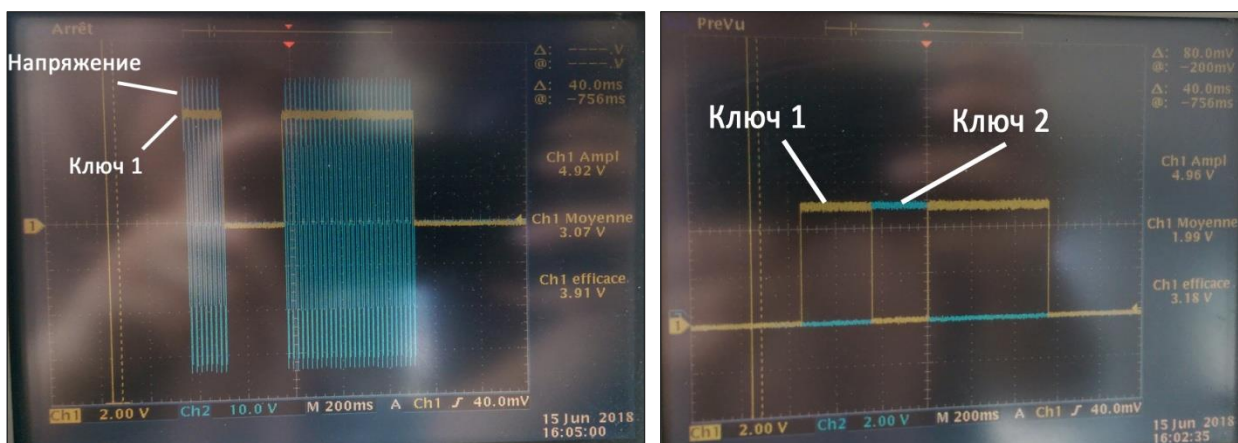 Arrêt
Напряжение
Ключ 1
Δ: ----.V
@: ----.V
Δ: 40.0ms
@: -756ms
Ch1 Ampl
4.92 V
Ch1 Moyenne
3.07 V
Ch1 efficace
3.91 V
1
Ch1 2.00 V Ch2 10.0 V M 200ms A Ch1 ʃ 40.0mV
15 Jun 2018
16:05:00
PreVu
Ключ 1
Ключ 2
Δ: 80.0mV
@: -200mV
Δ: 40.0ms
@: -756ms
Ch1 Ampl
4.96 V
Ch1 Moyenne
1.99 V
Ch1 efficace
3.18 V
1
Ch1 2.00 V Ch2 2.00 V M 200ms A Ch1 ʃ 40.0mV
15 Jun 2018
16:02:35